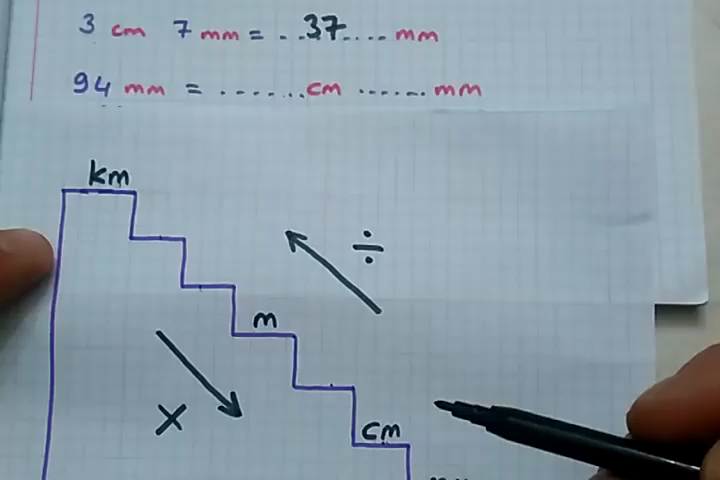 3 cm 7 mm = ..37.... mm
94 mm = .......cm ....... mm
km
÷
m
×
cm